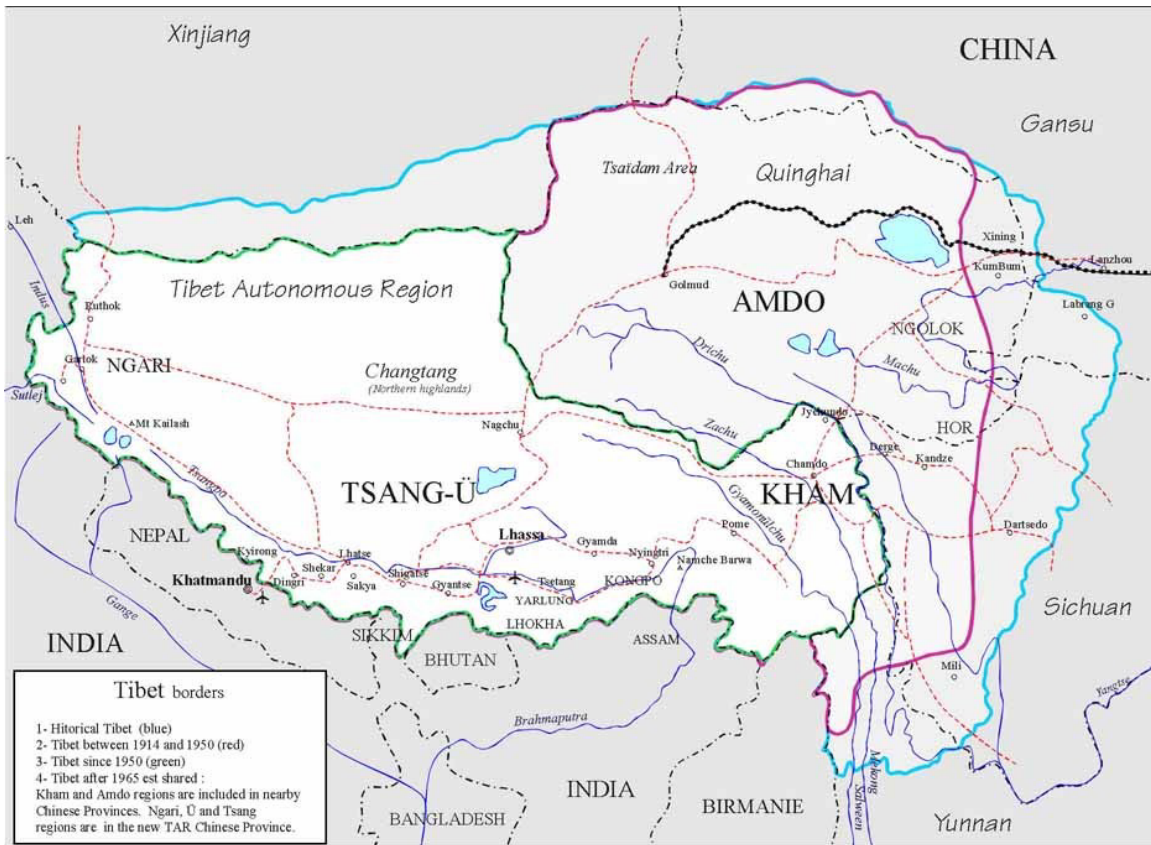 Xinjiang
CHINA
Gansu
Tsaïdam Area
Quinghai
Leh
Xining
Lanzhou
KumBum
Golmud
Tibet Autonomous Region
Indus
Ruthok
AMDO
Labrang G
NGOLOK
Drichu
Machu
Gartok
NGARI
Changtang
(Northern highlandz)
Sutlej
Mt Kailash
Nagchu
Zachu
Jyekundo
HOR
Derge
Kandze
Chamdo
Tsangpo
TSANG-Ü
KHAM
Gyamonülchu
NEPAL
Lhassa
Pome
Dartsedo
Kyirong
Lhatse
Gyamda
Nyingtri
Namche Barwa
Khatmandu
Dingri
Shekar
Sakya
Shigatse
Gyantse
Tsetang
KONGPO
YARLUNG
LHOKHA
Sichuan
Gange
INDIA
SIKKIM
BHUTAN
ASSAM
Mili
Yangtse
Brahmaputra
INDIA
BANGLADESH
BIRMANIE
Mekong
Salween
Yunnan
Tibet borders
1- Hitorical Tibet (blue)
2- Tibet between 1914 and 1950 (red)
3- Tibet since 1950 (green)
4- Tibet after 1965 est shared :
Kham and Amdo regions are included in nearby
Chinese Provinces. Ngari, Ü and Tsang
regions are in the new TAR Chinese Province.